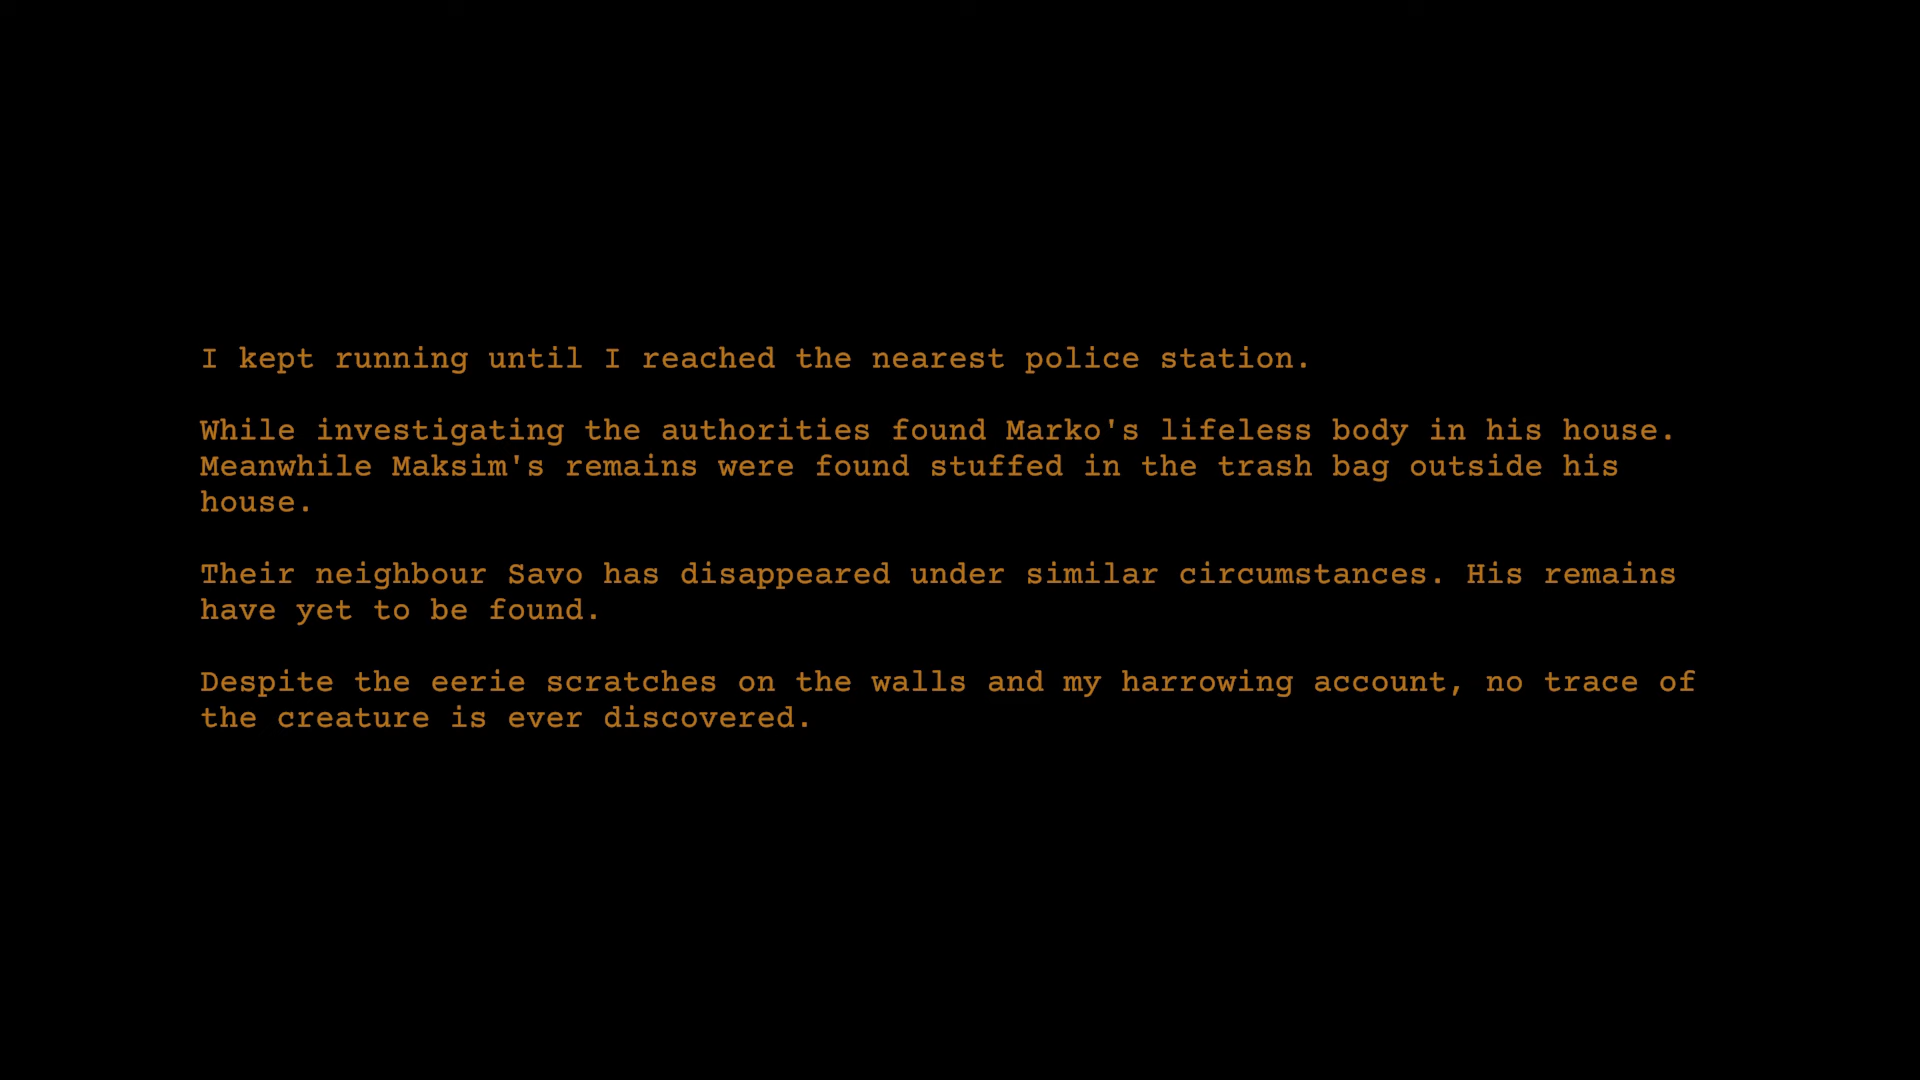 I kept running until I reached the nearest police station.
While investigating the authorities found Marko's lifeless body in his house.
Meanwhile Maksim's remains were found stuffed in the trash bag outside his
house.
Their neighbour Savo has disappeared under similar circumstances. His remains
have yet to be found.
Despite the eerie scratches on the walls and my harrowing account, no trace of
the creature is ever discovered.